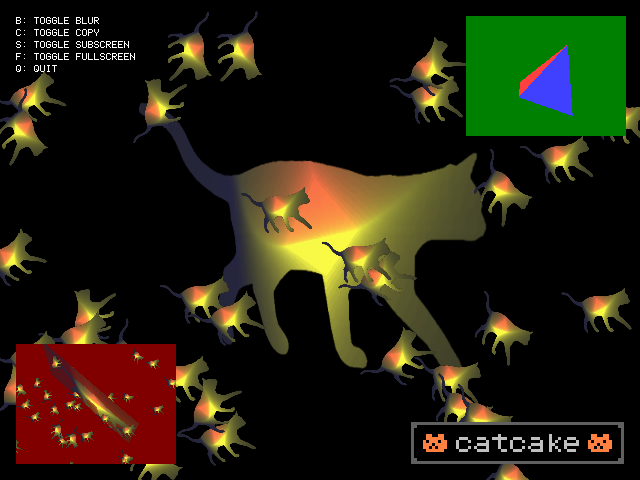 B: TOGGLE BLUR
C: TOGGLE COPY
S: TOGGLE SUBSCREEN
F: TOGGLE FULLSCREEN
Q: QUIT
catcake